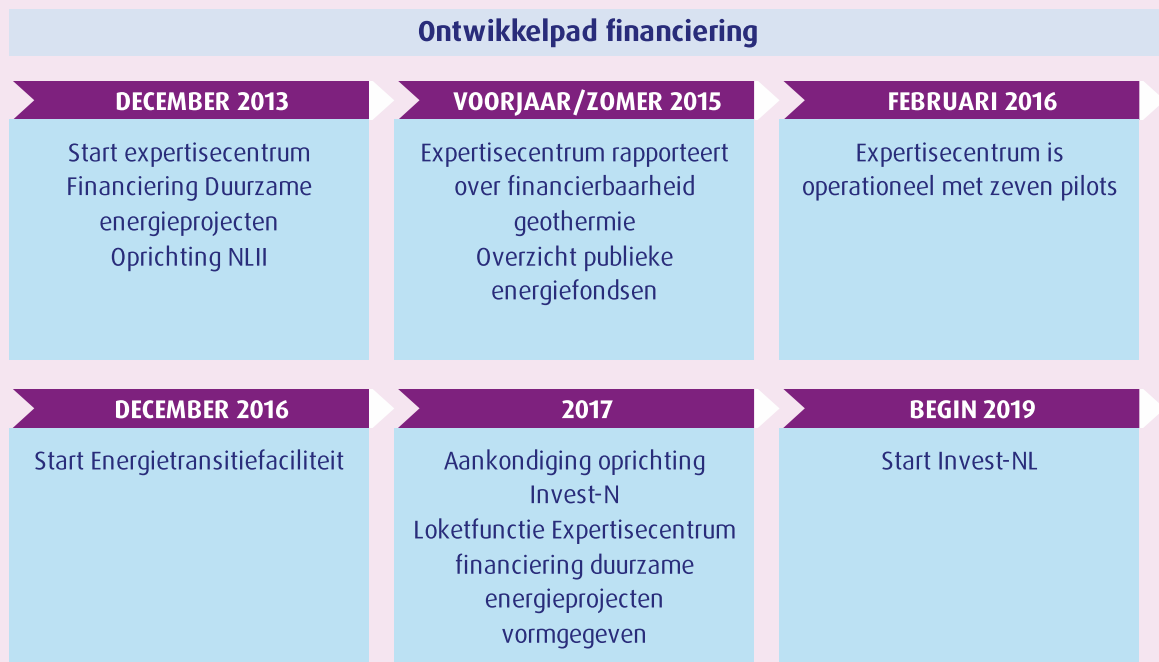 Ontwikkelpad financiering
DECEMBER 2013
Start expertisecentrum
Financiering Duurzame
energieprojecten
Oprichting NLII
VOORJAAR/ZOMER 2015
Expertisecentrum rapporteert
over financierbaarheid
geothermie
Overzicht publieke
energiefondsen
FEBRUARI 2016
Expertisecentrum is
operationeel met zeven pilots
DECEMBER 2016
Start Energietransitiefaciliteit
2017
Aankondiging oprichting
Invest-N
Loketfunctie Expertisecentrum
financiering duurzame
energieprojecten
vormgegeven
BEGIN 2019
Start Invest-NL